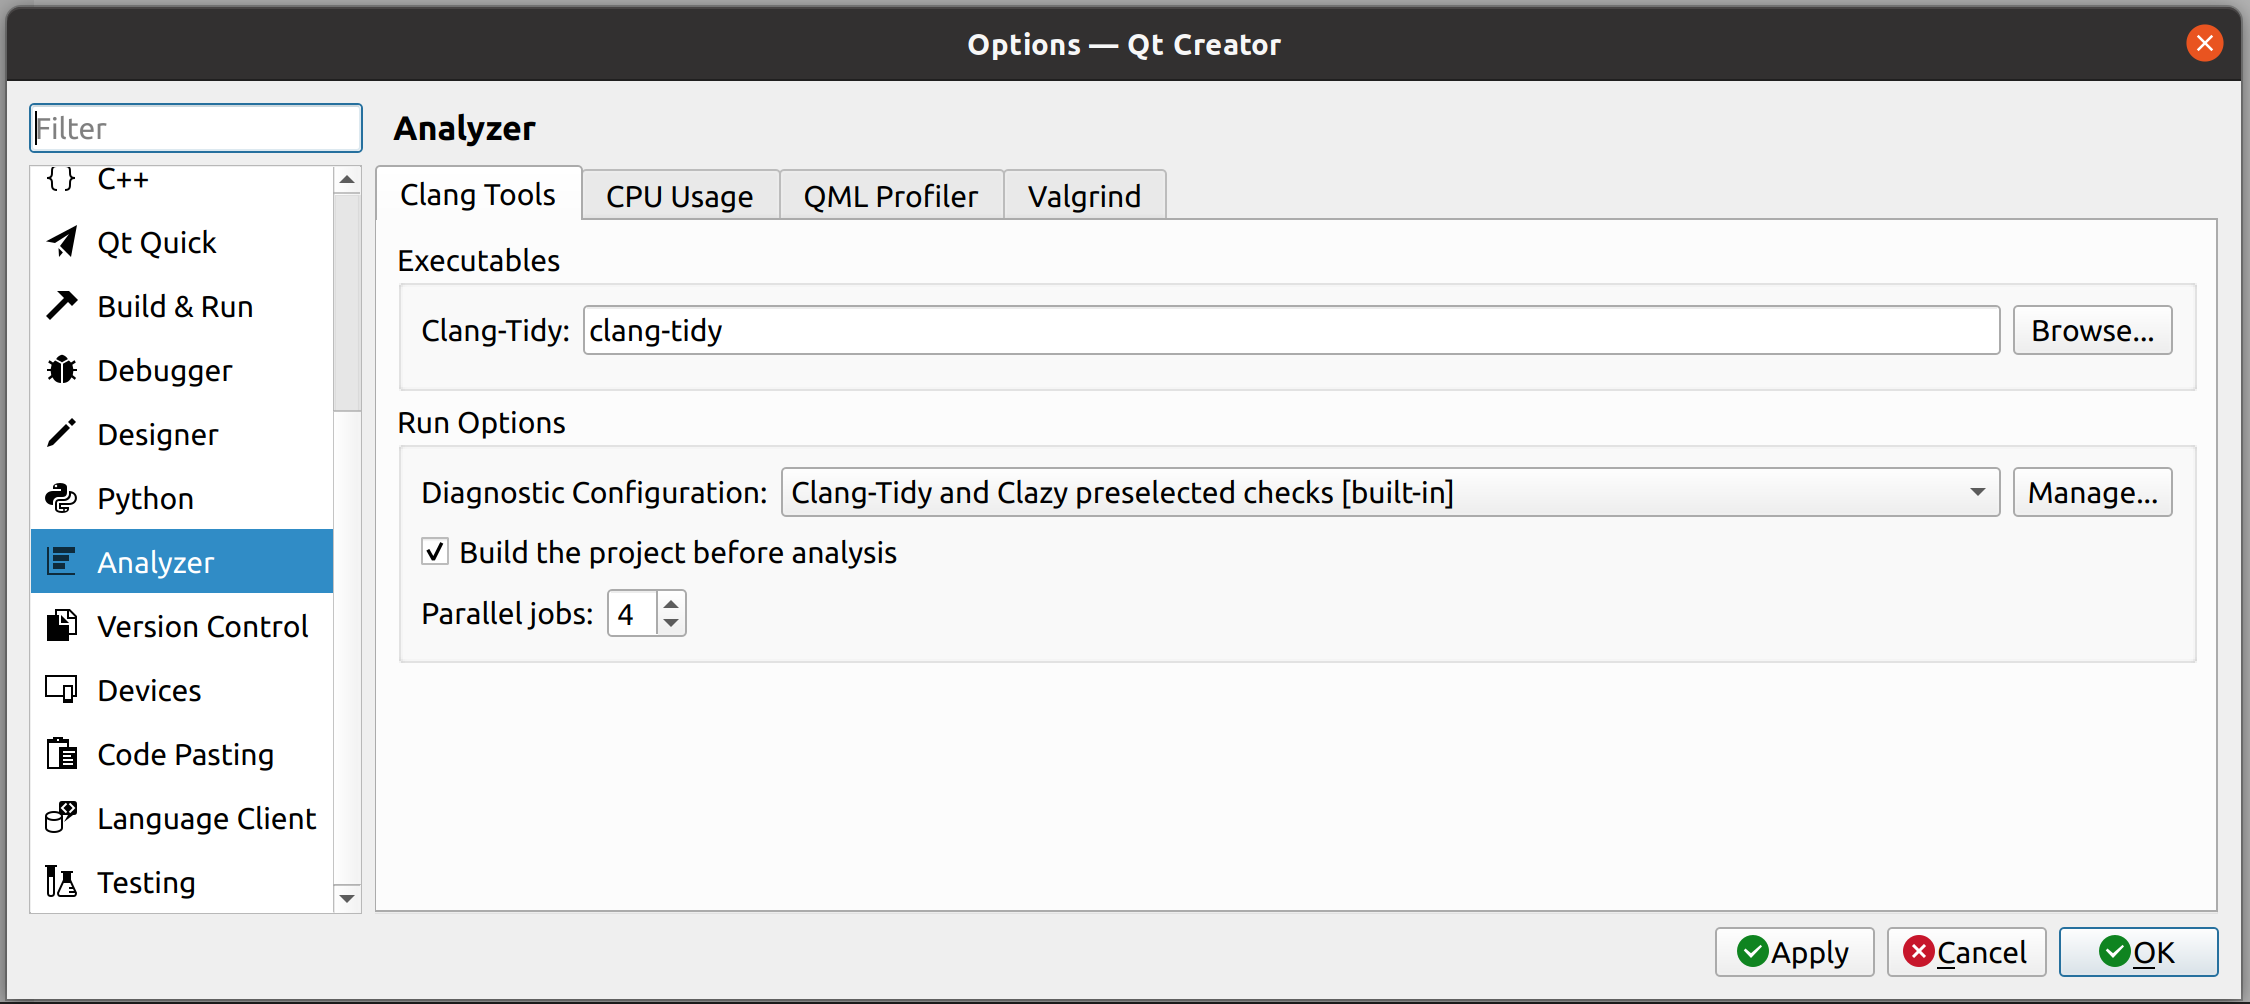 Options — Qt Creator
Filter
C++
Qt Quick
Build & Run
Debugger
Designer
Python
Analyzer
Version Control
Devices
Code Pasting
Language Client
Testing
Analyzer
Clang Tools CPU Usage QML Profiler Valgrind
Executables
Clang-Tidy: clang-tidy Browse...
Run Options
Diagnostic Configuration: Clang-Tidy and Clazy preselected checks [built-in] Manage...
Build the project before analysis
Parallel jobs: 4
Apply Cancel OK